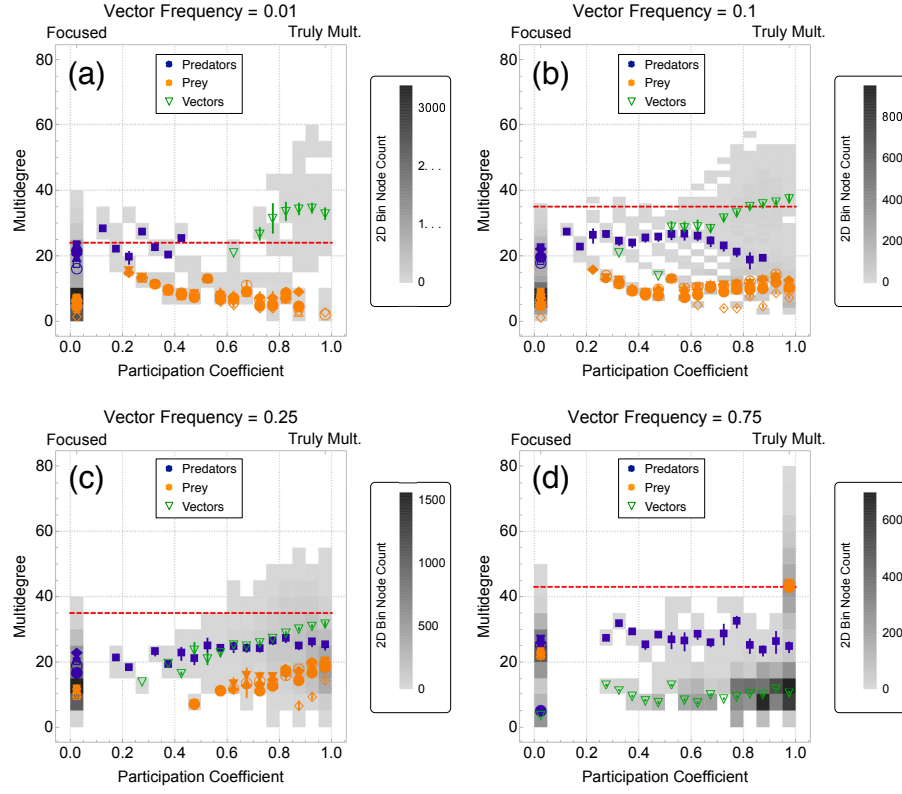 Vector Frequency = 0.01
Focused Truly Mult.
(a)
Predators
Prey
Vectors
80
60
40
20
0
Multidegree
0.0 0.2 0.4 0.6 0.8 1.0
Participation Coefficient
2D Bin Node Count
3000
2. . .
1. . .
0
Vector Frequency = 0.1
Focused Truly Mult.
(b)
Predators
Prey
Vectors
80
60
40
20
0
Multidegree
0.0 0.2 0.4 0.6 0.8 1.0
Participation Coefficient
2D Bin Node Count
800
600
400
200
0
Vector Frequency = 0.25
Focused Truly Mult.
(c)
Predators
Prey
Vectors
80
60
40
20
0
Multidegree
0.0 0.2 0.4 0.6 0.8 1.0
Participation Coefficient
2D Bin Node Count
1500
1000
500
0
Vector Frequency = 0.75
Focused Truly Mult.
(d)
Predators
Prey
Vectors
80
60
40
20
0
Multidegree
0.0 0.2 0.4 0.6 0.8 1.0
Participation Coefficient
2D Bin Node Count
600
400
200
0